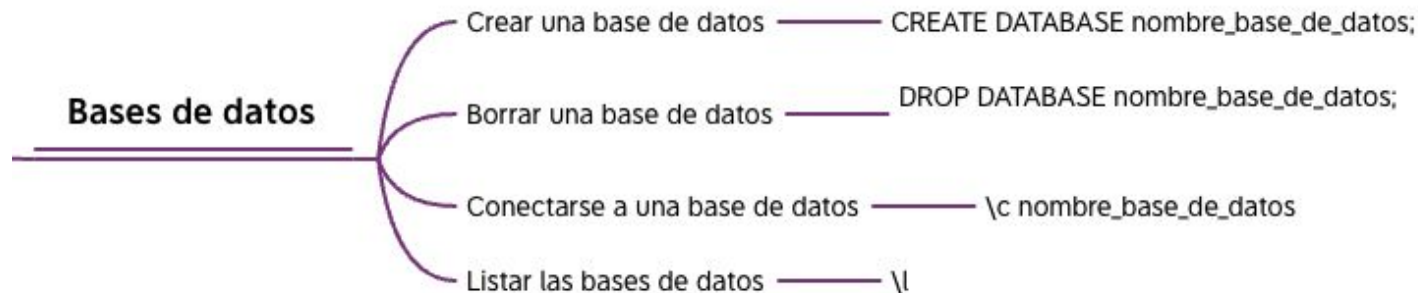 Bases de datos
Crear una base de datos
CREATE DATABASE nombre_base_de_datos;
Borrar una base de datos
DROP DATABASE nombre_base_de_datos;
Conectarse a una base de datos
\c nombre_base_de_datos
Listar las bases de datos
\l